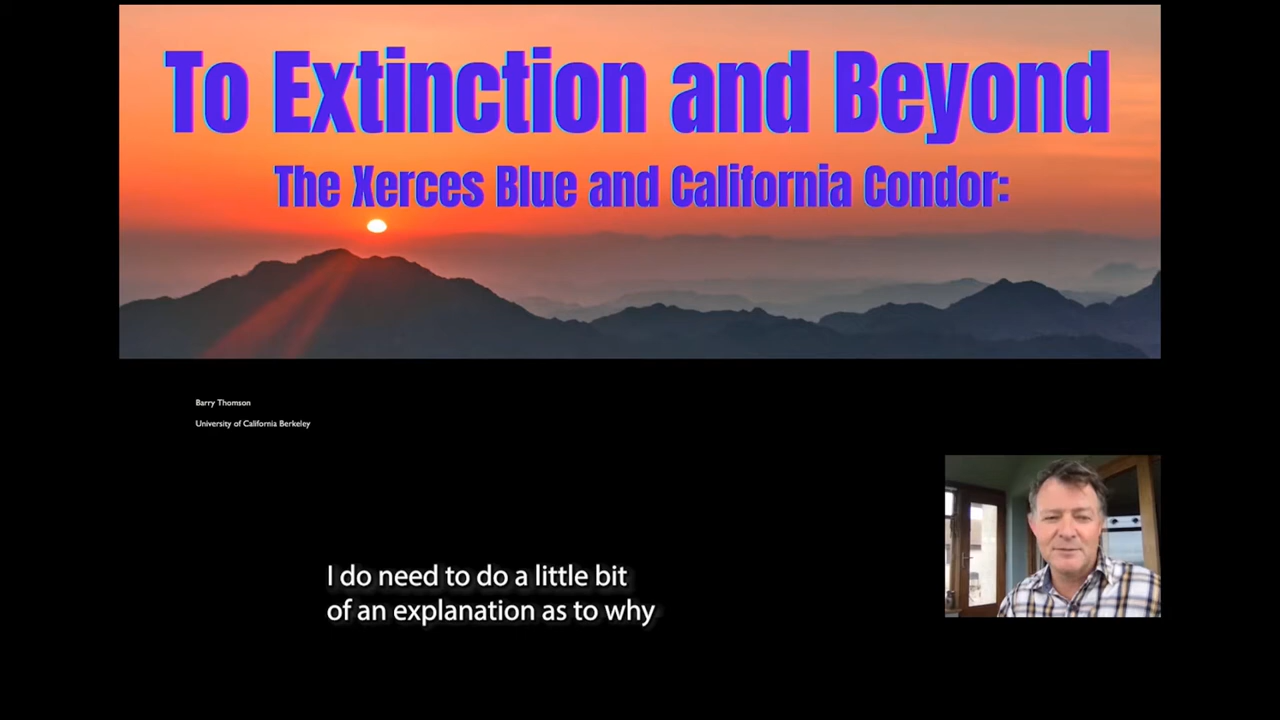 To Extinction and Beyond
The Xerces Blue and California Condor:
Barry Thomson
University of California Berkeley
I do need to do a little bit
of an explanation as to why